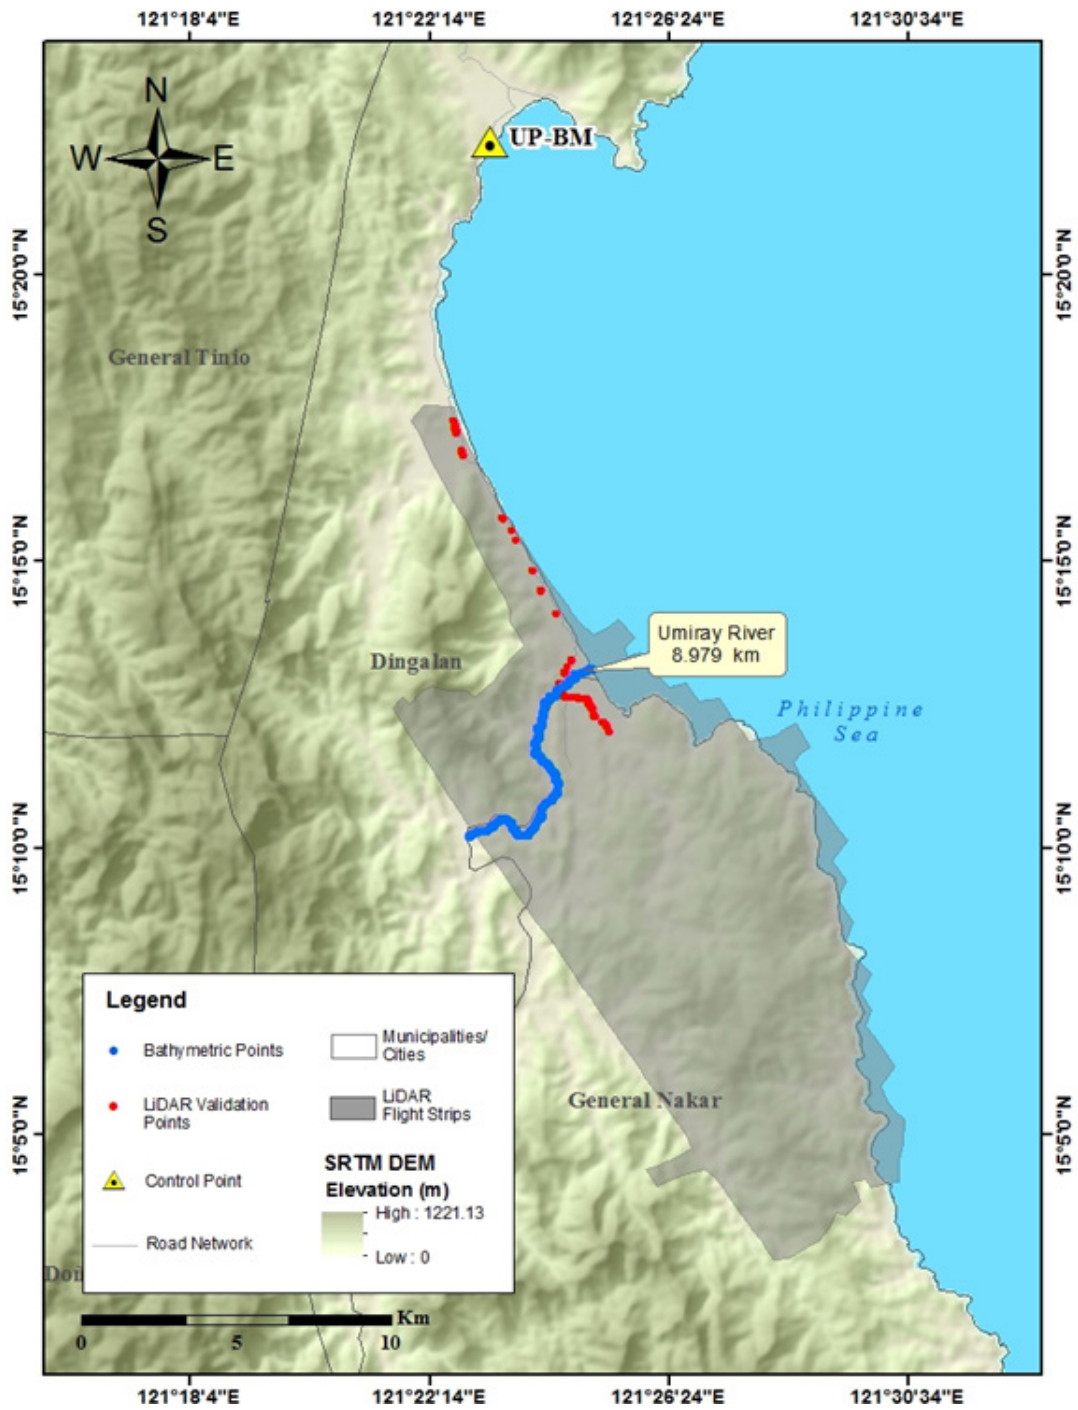 121°18'4"E
121°22'14"E
121°26'24"E
121°30'34"E
N
W
E
S
UP-BM
15°20'0"N
15°20'0"N
General Tinio
15°15'0"N
15°15'0"N
Umiray River
8.979 km
Dingalan
Philippine
Sea
15°10'0"N
15°10'0"N
Legend
Bathymetric Points
Municipalities/
Cities
LiDAR Validation
Points
LiDAR
Flight Strips
General Nakar
15°5'0"N
15°5'0"N
SRTM DEM
Elevation (m)
Control Point
High : 1221.13
Road Network
Low : 0
Km
0
5
10
121°18'4"E
121°22'14"E
121°26'24"E
121°30'34"E